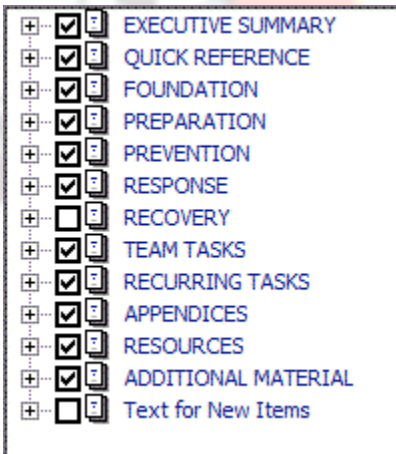 EXECUTIVE SUMMARY
QUICK REFERENCE
FOUNDATION
PREPARATION
PREVENTION
RESPONSE
RECOVERY
TEAM TASKS
RECURRING TASKS
APPENDICES
RESOURCES
ADDITIONAL MATERIAL
Text for New Items